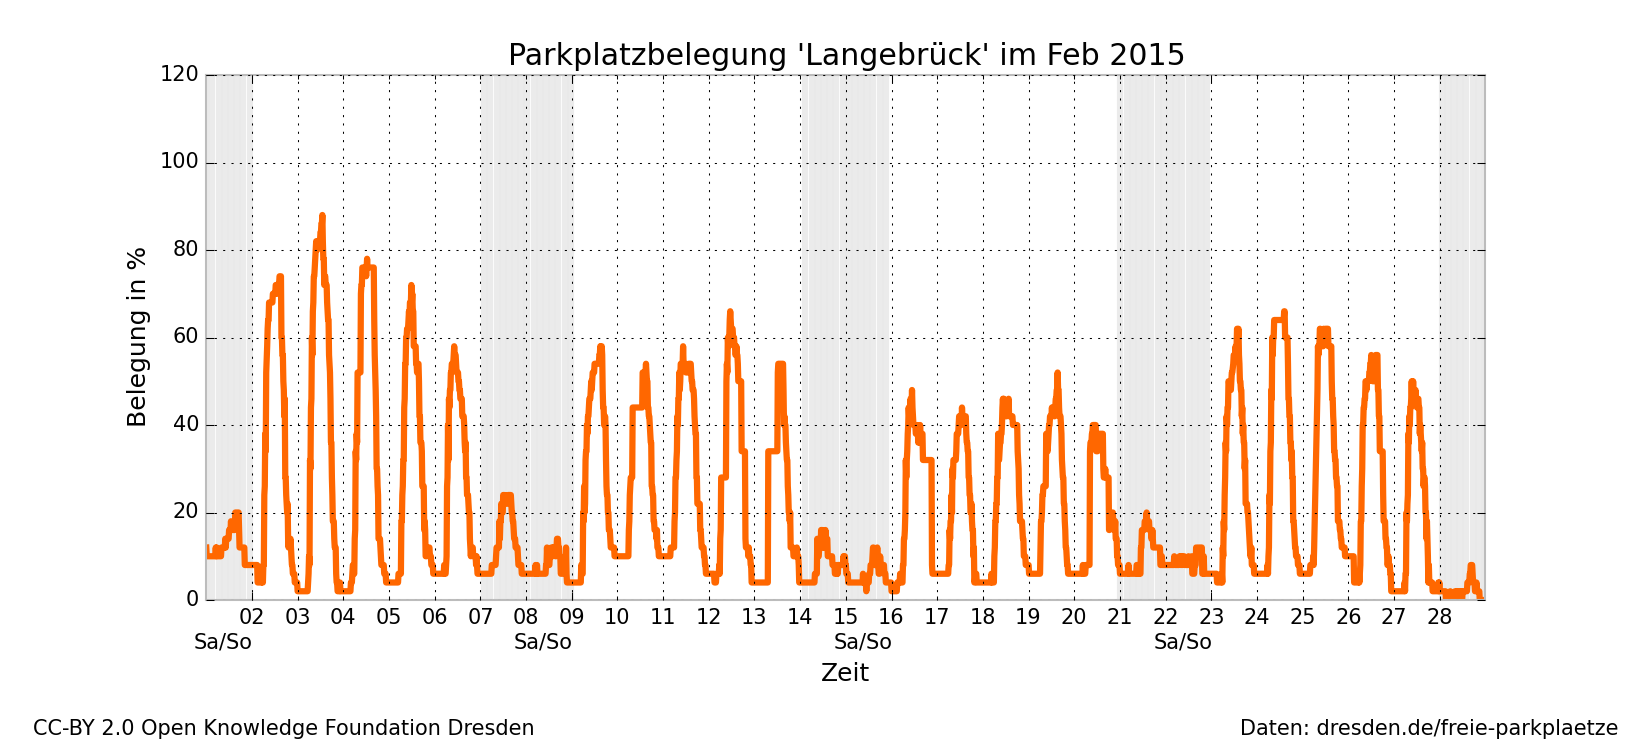 Parkplatzbelegung 'Langebrück' im Feb 2015
120
100
80
60
40
20
0
Belegung in %
02 03 04 05 06 07 08 09 10 11 12 13 14 15 16 17 18 19 20 21 22 23 24 25 26 27 28
Sa/So Sa/So Sa/So Sa/So
Zeit
CC-BY 2.0 Open Knowledge Foundation Dresden
Daten: dresden.de/freie-parkplaetze